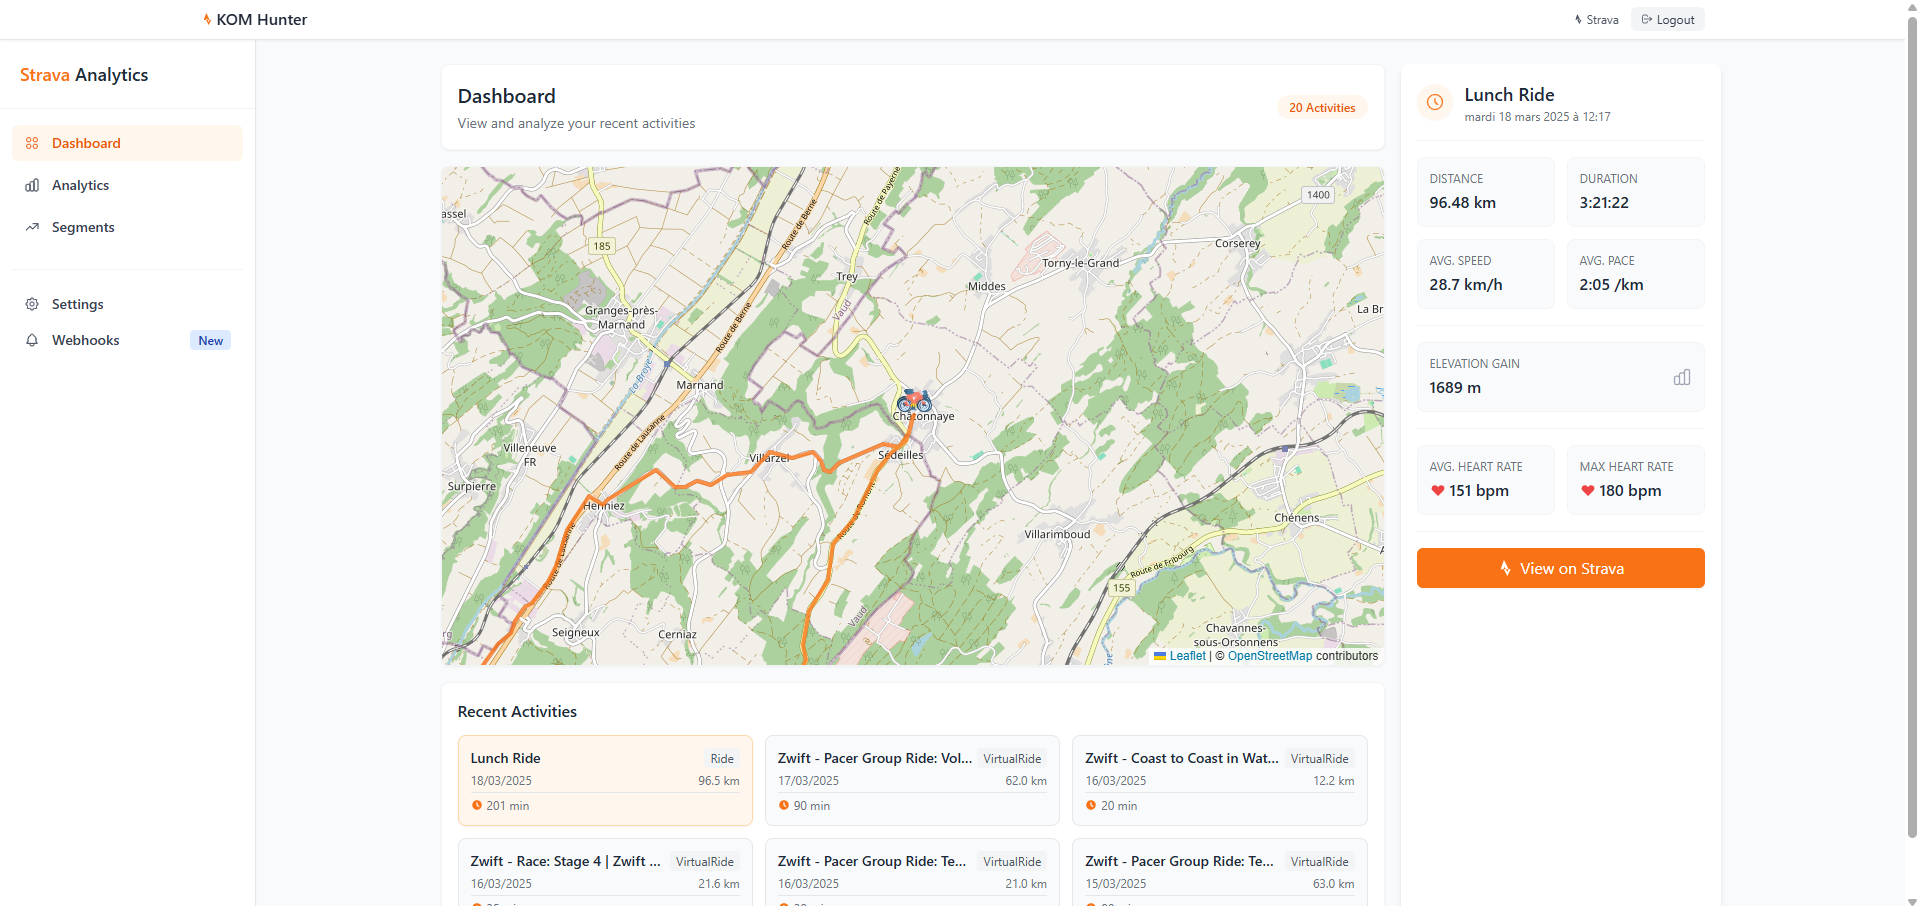 KOM Hunter
Strava
Logout
Strava Analytics
Dashboard
Analytics
Segments
Settings
Webhooks
New
Dashboard
View and analyze your recent activities
20 Activities
assel
185
Route de Berne
Route de Payerne
1400
Corserey
Torny-le-Grand
Trey
Middes
Vaud
Granges-près-
Marnand
La Br
Route de Berne
La Broye
Marnand
Chatonnaye
Route de Lausanne
Villeneuve
FR
Villarzel
Sédeilles
Surpierre
Henniez
Route de Romont
Chénens
Villarimboud
Route de Lausanne
Route de Fribourg
155
Vaud
Seigneux
Cerniaz
Chavannes-
sous-Orsonnens
Leaflet | © OpenStreetMap contributors
Recent Activities
Lunch Ride
Ride
18/03/2025
96.5 km
201 min
Zwift - Pacer Group Ride: Vol...
VirtualRide
17/03/2025
62.0 km
90 min
Zwift - Coast to Coast in Wat...
VirtualRide
16/03/2025
12.2 km
20 min
Zwift - Race: Stage 4 | Zwift ...
VirtualRide
16/03/2025
21.6 km
Zwift - Pacer Group Ride: Te...
VirtualRide
16/03/2025
21.0 km
Zwift - Pacer Group Ride: Te...
VirtualRide
15/03/2025
63.0 km
Lunch Ride
mardi 18 mars 2025 à 12:17
DISTANCE
96.48 km
DURATION
3:21:22
AVG. SPEED
28.7 km/h
AVG. PACE
2:05 /km
ELEVATION GAIN
1689 m
AVG. HEART RATE
151 bpm
MAX HEART RATE
180 bpm
View on Strava